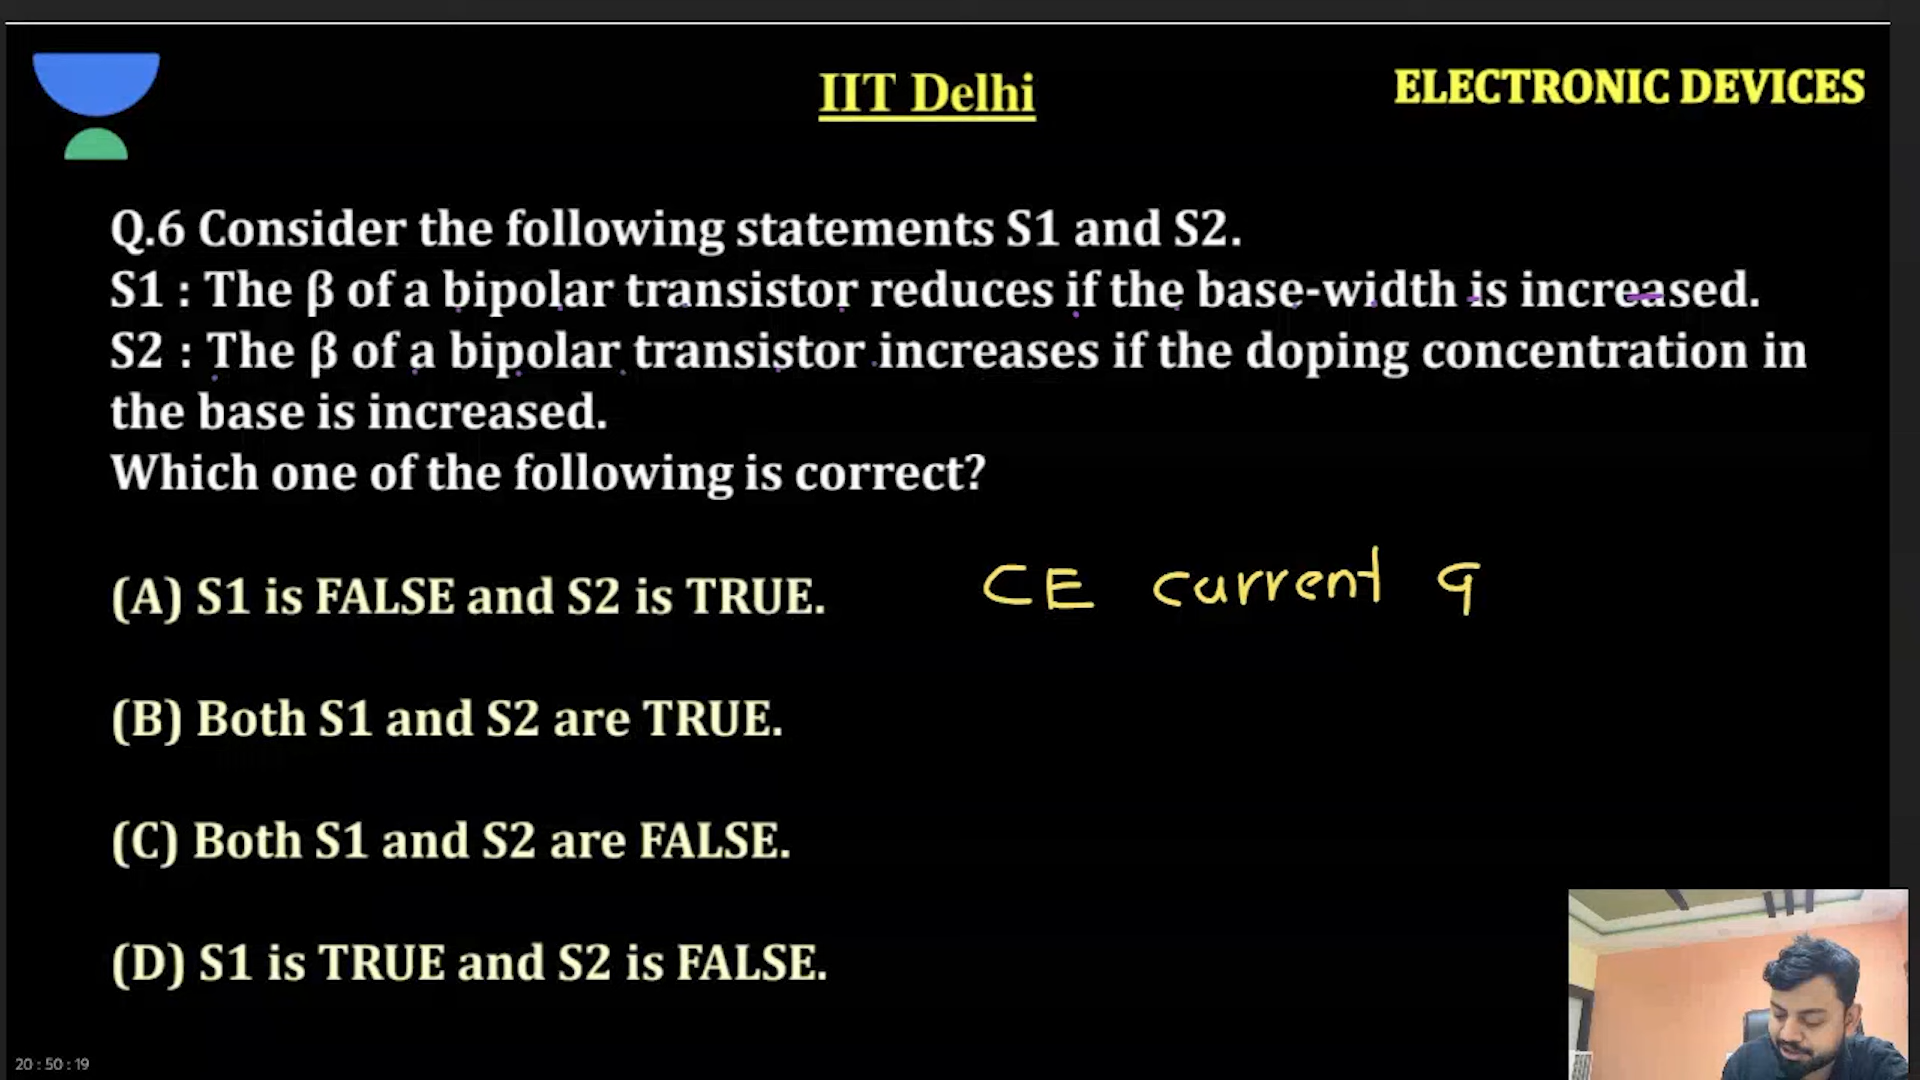 IIT Delhi
ELECTRONIC DEVICES
Q.6 Consider the following statements S1 and S2.
S1 : The β of a bipolar transistor reduces if the base-width is increased.
S2 : The β of a bipolar transistor increases if the doping concentration in
the base is increased.
Which one of the following is correct?
(A) S1 is FALSE and S2 is TRUE.
CE current g
(B) Both S1 and S2 are TRUE.
(C) Both S1 and S2 are FALSE.
(D) S1 is TRUE and S2 is FALSE.
20 : 50 : 19